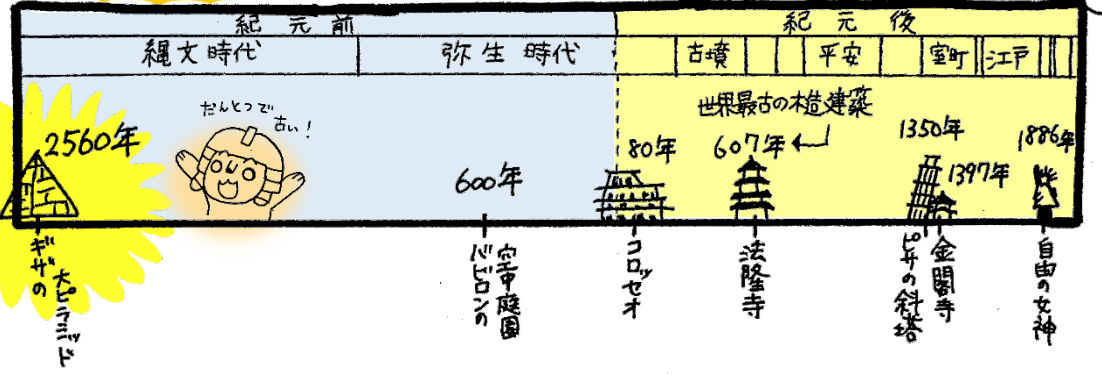 紀元前
紀元後
縄文時代
弥生時代
古墳
平安
室町
江戸
だんとつで
古い!
世界最古の木造建築
2560年
600年
80年
607年
1350年
1397年
1886年
ギザの
大ピラミッド
バビロンの
空中庭園
コロッセオ
法隆寺
ピサの斜塔
金閣寺
自由の女神